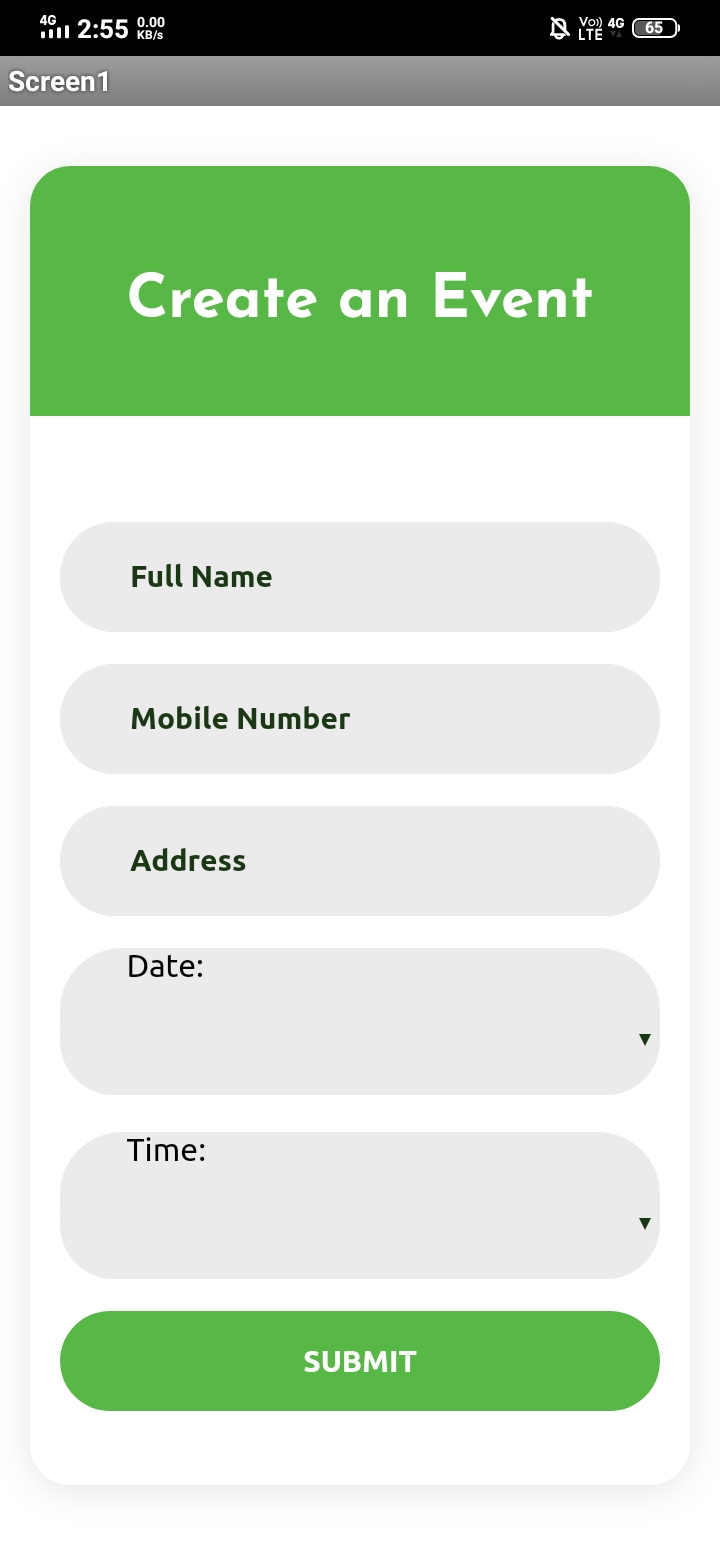 4G 2:55 0.00 KB/s Vo)) LTE 4G 65
Screen1
Create an Event
Full Name
Mobile Number
Address
Date:
Time:
SUBMIT